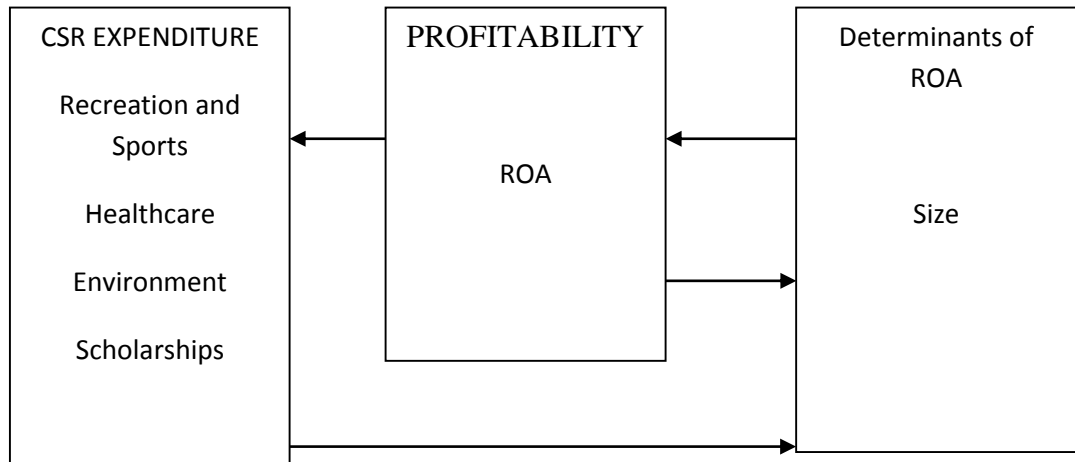 CSR EXPENDITURE
Recreation and
Sports
Healthcare
Environment
Scholarships
PROFITABILITY
ROA
Determinants of
ROA
Size